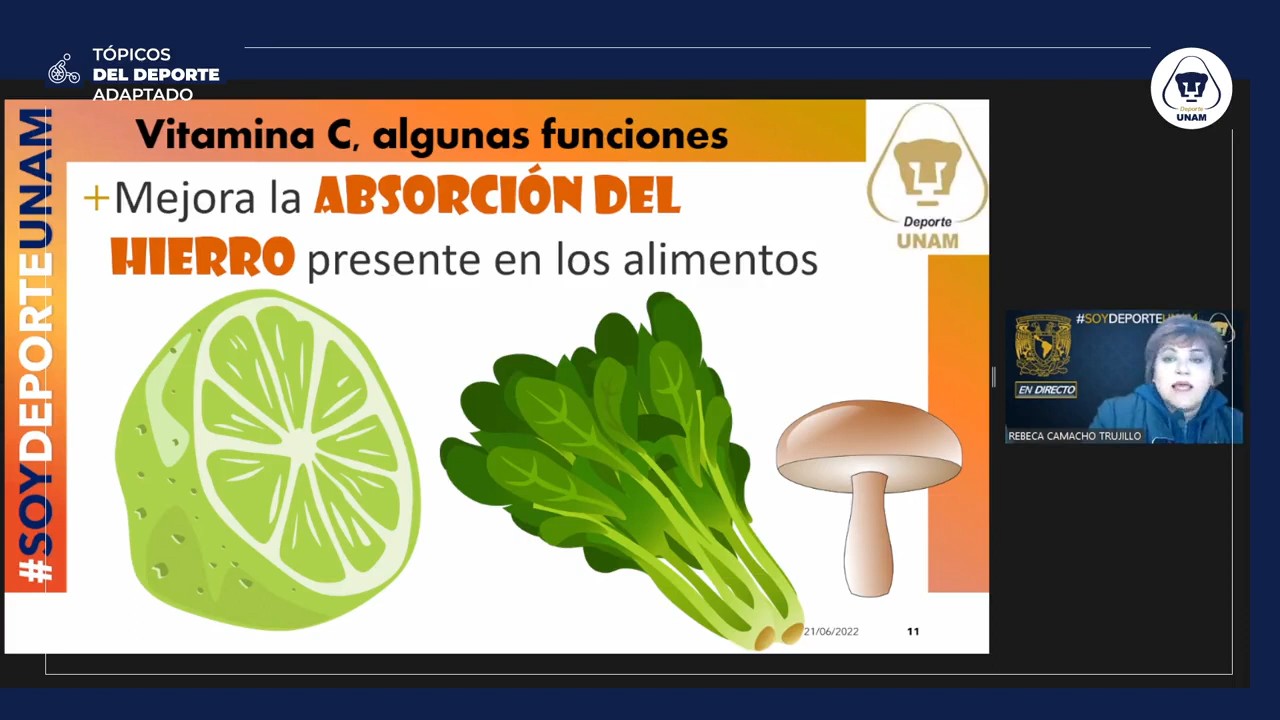 TÓPICOS
DEL DEPORTE
ADAPTADO
Deporte
UNAM
#SOYDEPORTEUNAM
Vitamina C, algunas funciones
+Mejora la ABSORCIÓN DEL
HIERRO presente en los alimentos
Deporte
UNAM
#SOYDEPORTEUNAM
EN DIRECTO
REBECA CAMACHO TRUJILLO
21/06/2022
11